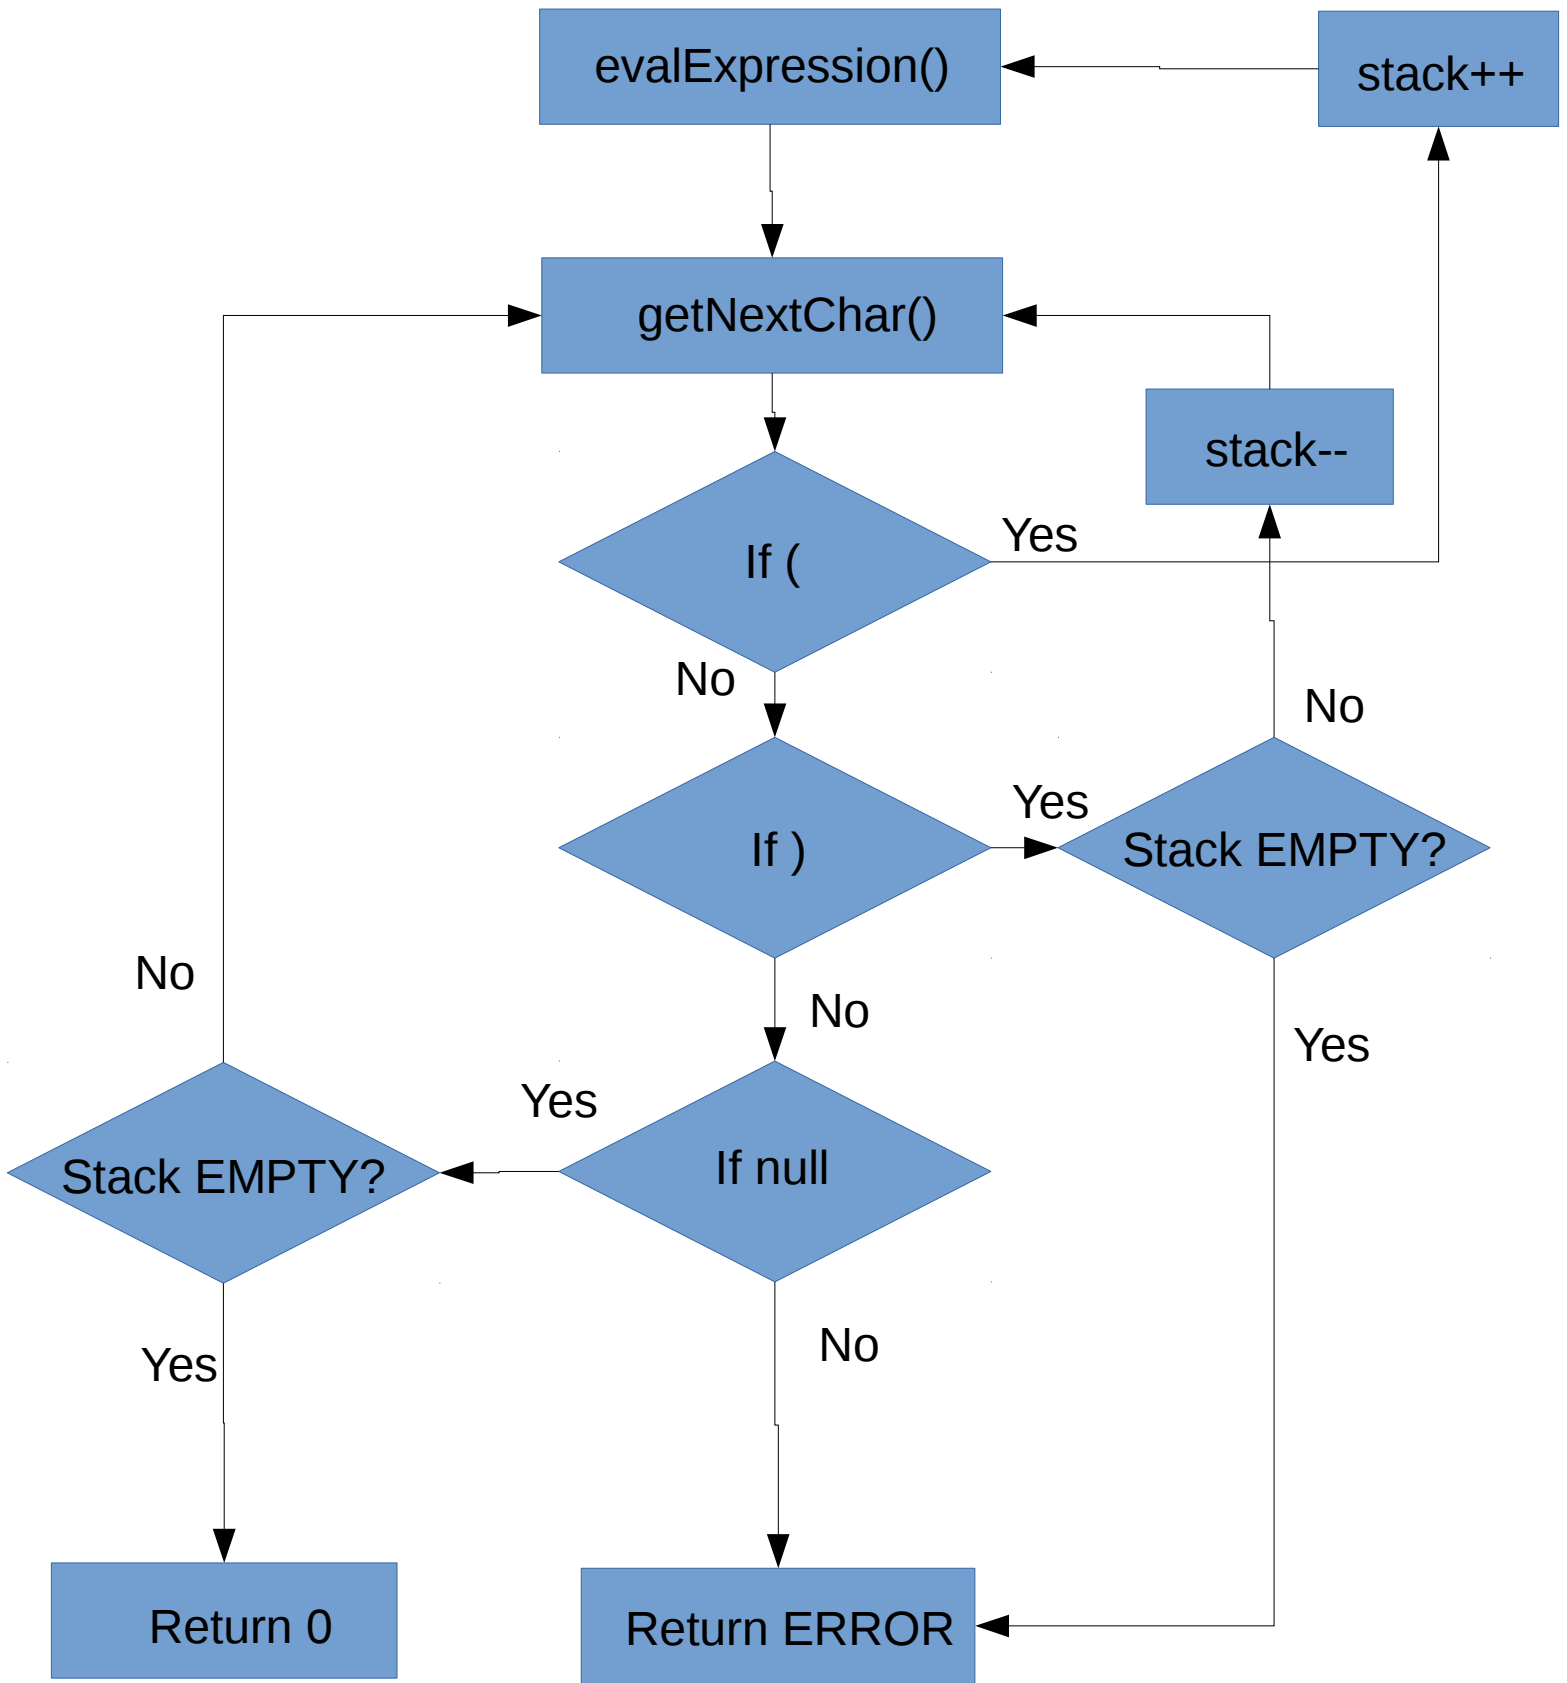 evalExpression()
stack++
getNextChar()
stack--
If (
Yes
No
No
If )
Yes
Stack EMPTY?
No
No
Yes
Yes
If null
Stack EMPTY?
No
Yes
Return 0
Return ERROR